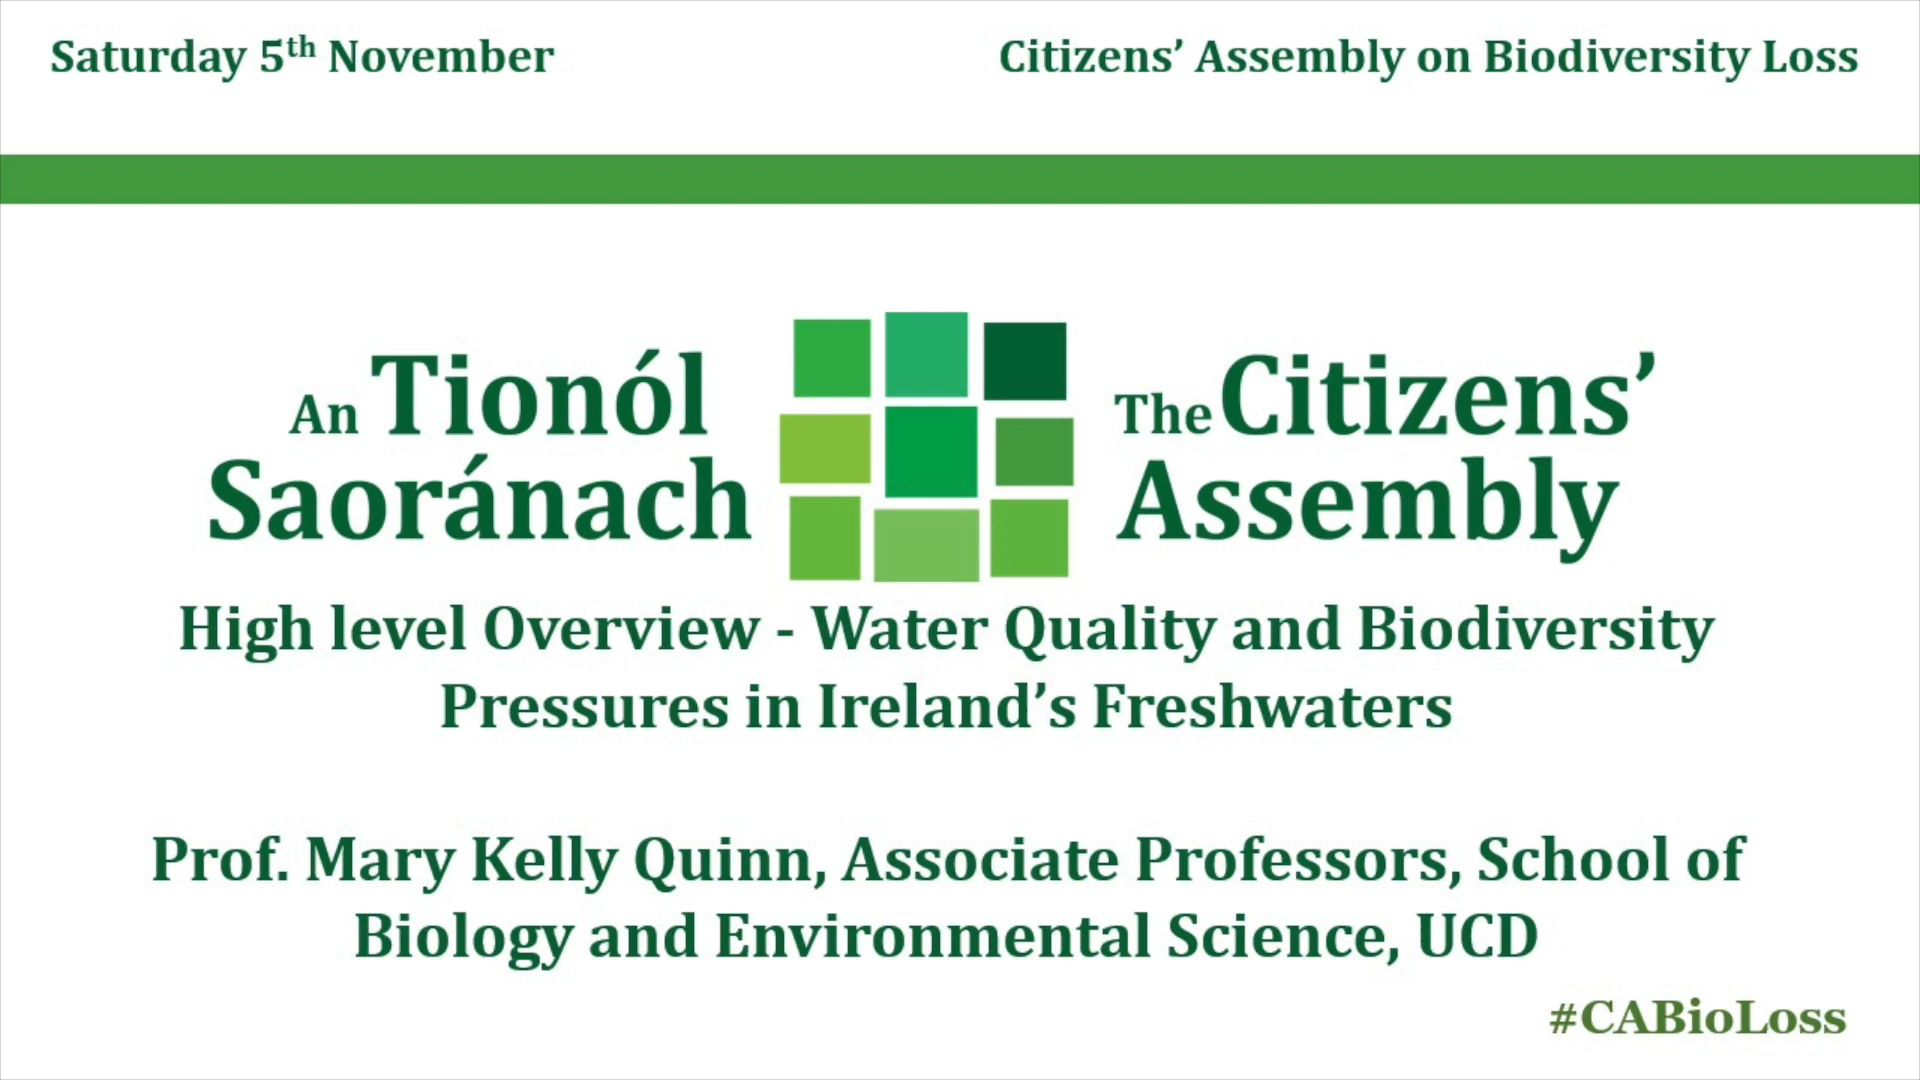 Saturday 5th November
Citizens’ Assembly on Biodiversity Loss
An Tionól
Saoránach
The Citizens’
Assembly
High level Overview - Water Quality and Biodiversity
Pressures in Ireland’s Freshwaters
Prof. Mary Kelly Quinn, Associate Professors, School of
Biology and Environmental Science, UCD
#CABioLoss